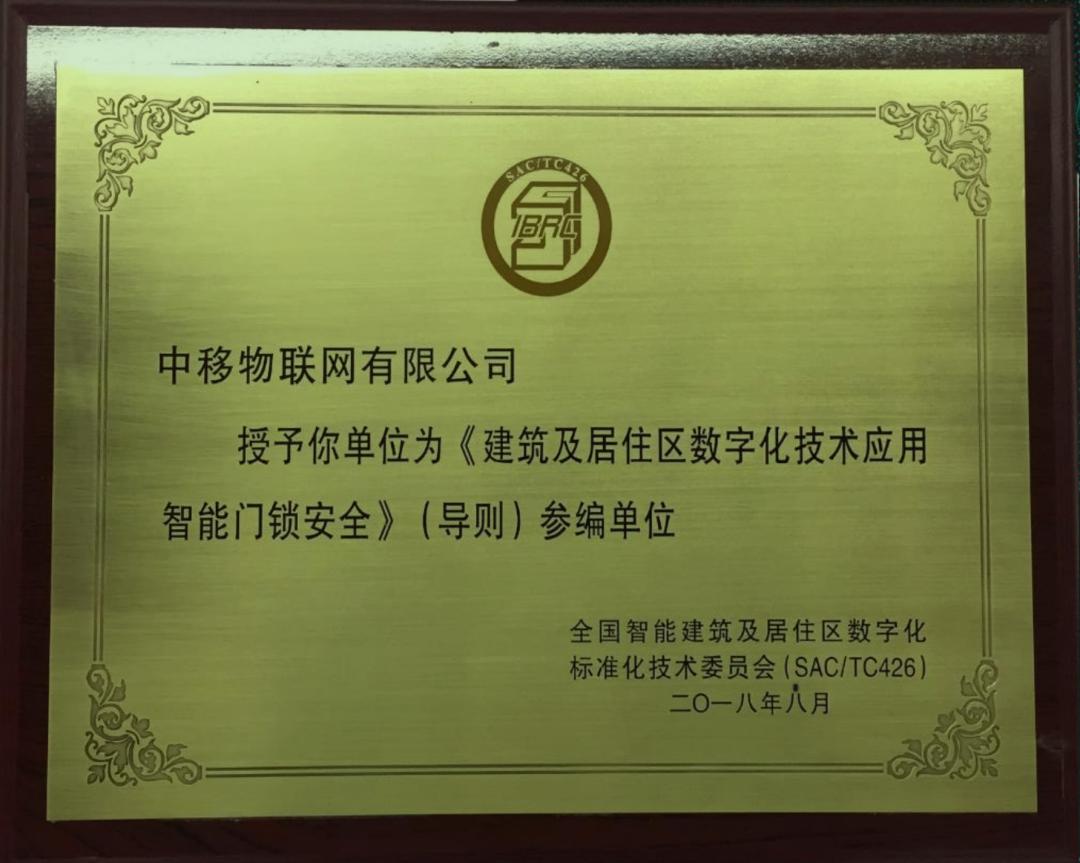 SAC/TC426
IBRC
中移物联网有限公司
授予你单位为《建筑及居住区数字化技术应用
智能门锁安全》(导则)参编单位
全国智能建筑及居住区数字化
标准化技术委员会(SAC/TC426)
二〇一八年八月